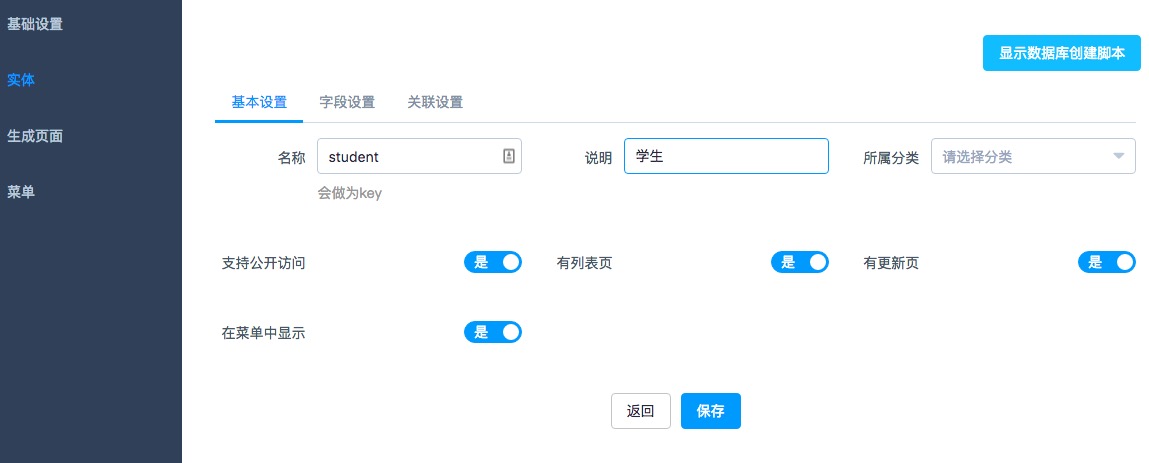 基础设置
实体
生成页面
菜单
显示数据库创建脚本
基本设置 字段设置 关联设置
名称 student 说明 学生 所属分类 请选择分类
会做为key
支持公开访问 是 有列表页 是 有更新页 是
在菜单中显示 是
返回 保存